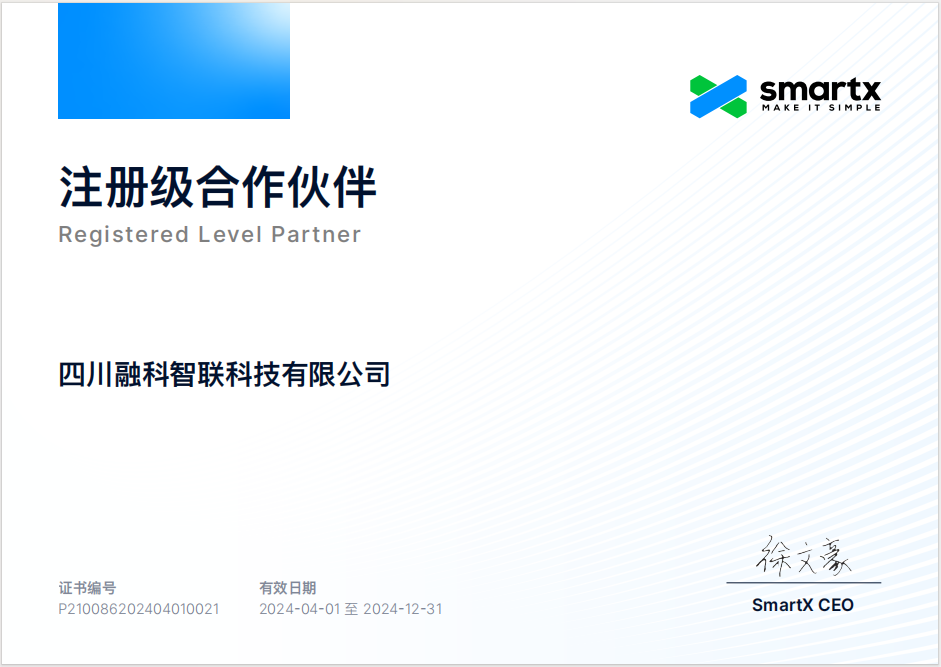 smartx
MAKE IT SIMPLE
注册级合作伙伴
Registered Level Partner
四川融科智联科技有限公司
徐文豪
证书编号
P210086202404010021
有效日期
2024-04-01 至 2024-12-31
SmartX CEO